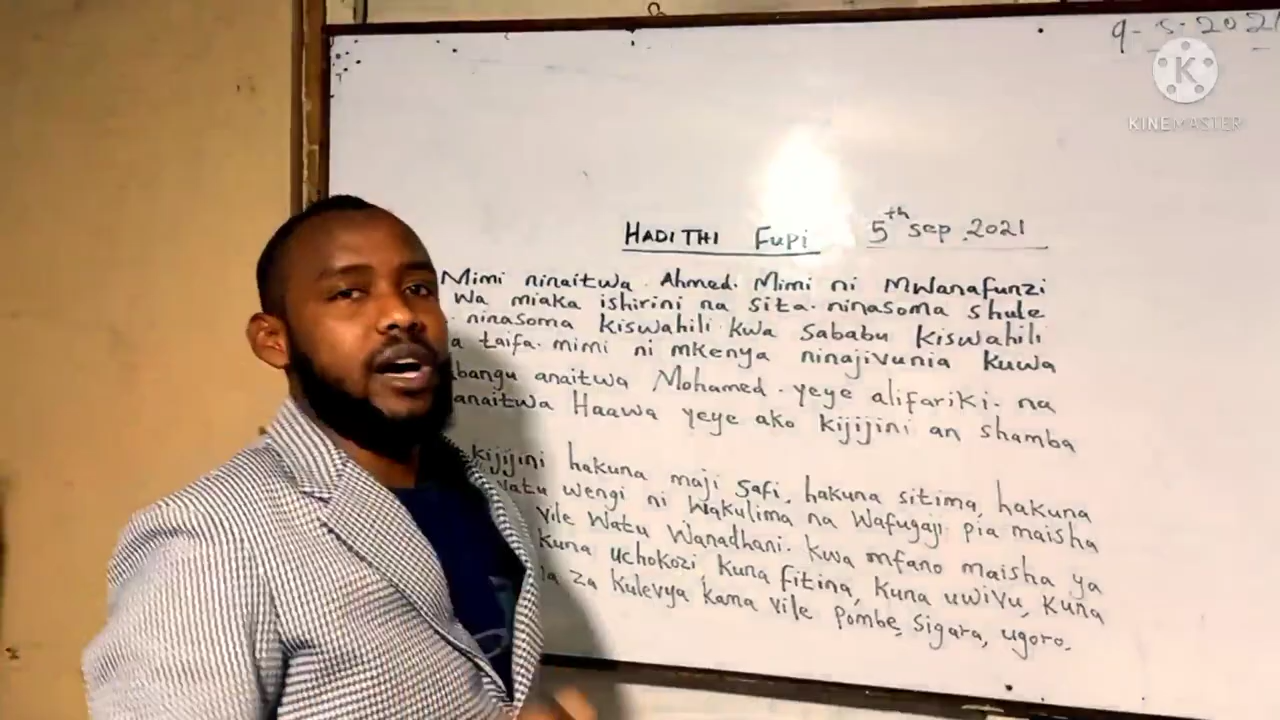 9-5-2021
KINEMASTER
HADITHI FUPI 5th sep. 2021
Mimi ninaitwa Ahmed. Mimi ni Mwanafunzi
wa miaka ishirini na sita. ninasoma shule
. ninasoma kiswahili kwa sababu kiswahili
a taifa. mimi ni mkenya ninajivunia kuwa
bangu anaitwa Mohamed. yeye alifariki. na
anaitwa Haawa yeye ako kijijini an shamba
kijijini hakuna maji safi, hakuna sitima, hakuna
watu wengi ni wakulima na wafugaji. pia maisha
vile watu wanadhani. kwa mfano maisha ya
kuna uchokozi, kuna fitina, kuna uwivu, kuna
la za kulevya kama vile pombe, sigara, ugoro.